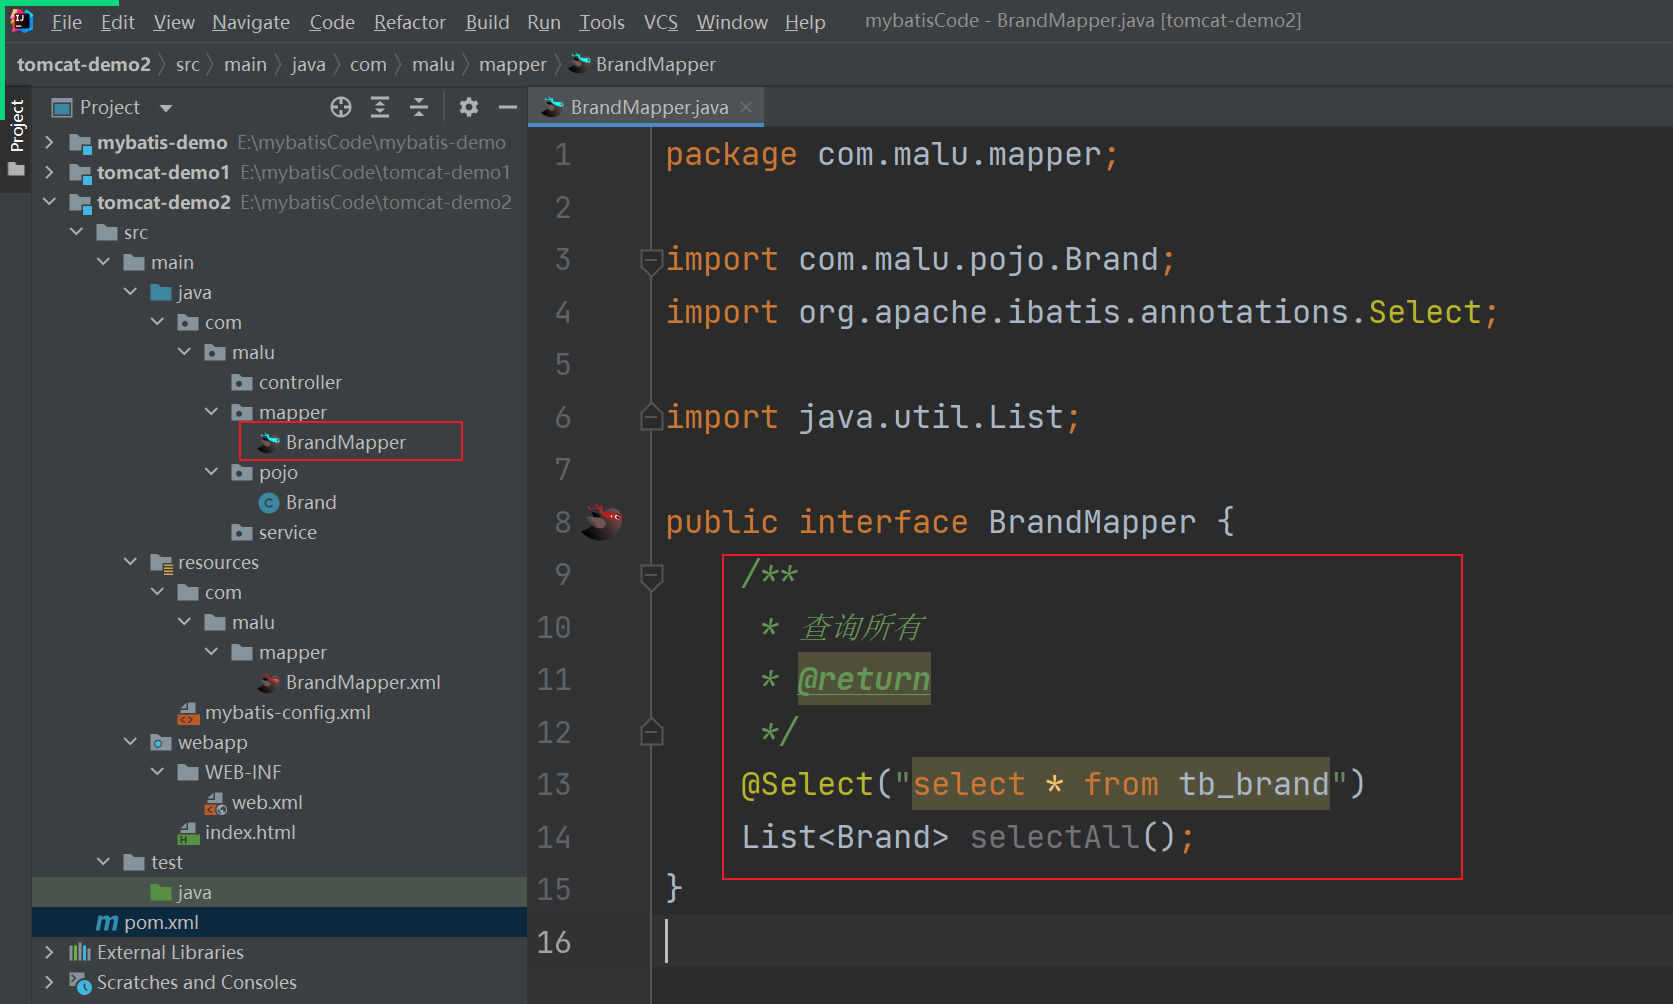 File Edit View Navigate Code Refactor Build Run Tools VCS Window Help mybatisCode - BrandMapper.java [tomcat-demo2]
tomcat-demo2 src main java com malu mapper BrandMapper
Project
Project
mybatis-demo E:\mybatisCode\mybatis-demo
tomcat-demo1 E:\mybatisCode\tomcat-demo1
tomcat-demo2 E:\mybatisCode\tomcat-demo2
src
main
java
com
malu
controller
mapper
BrandMapper
pojo
Brand
service
resources
com
malu
mapper
BrandMapper.xml
mybatis-config.xml
webapp
WEB-INF
web.xml
index.html
test
java
pom.xml
External Libraries
Scratches and Consoles
BrandMapper.java
1 package com.malu.mapper;
2
3 import com.malu.pojo.Brand;
4 import org.apache.ibatis.annotations.Select;
5
6 import java.util.List;
7
8 public interface BrandMapper {
9 /**
10 * 查询所有
11 * @return
12 */
13 @Select("select * from tb_brand")
14 List<Brand> selectAll();
15 }
16